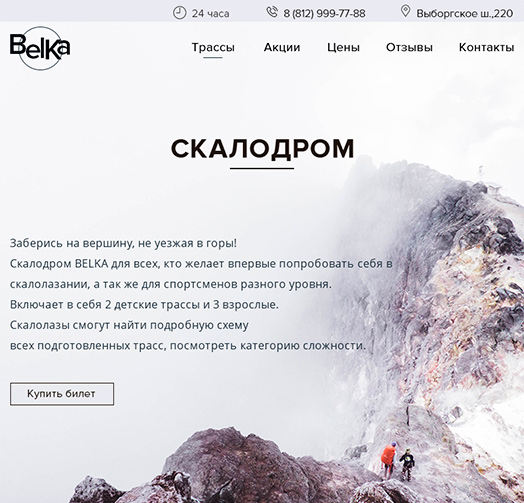 24 часа 8 (812) 999-77-88 Выборгское ш.,220
BelKa
Трассы Акции Цены Отзывы Контакты
СКАЛОДРОМ
Заберись на вершину, не уезжая в горы!
Скалодром BELKA для всех, кто желает впервые попробовать себя в
скалолазании, а так же для спортсменов разного уровня.
Включает в себя 2 детские трассы и 3 взрослые.
Скалолазы смогут найти подробную схему
всех подготовленных трасс, посмотреть категорию сложности.
Купить билет